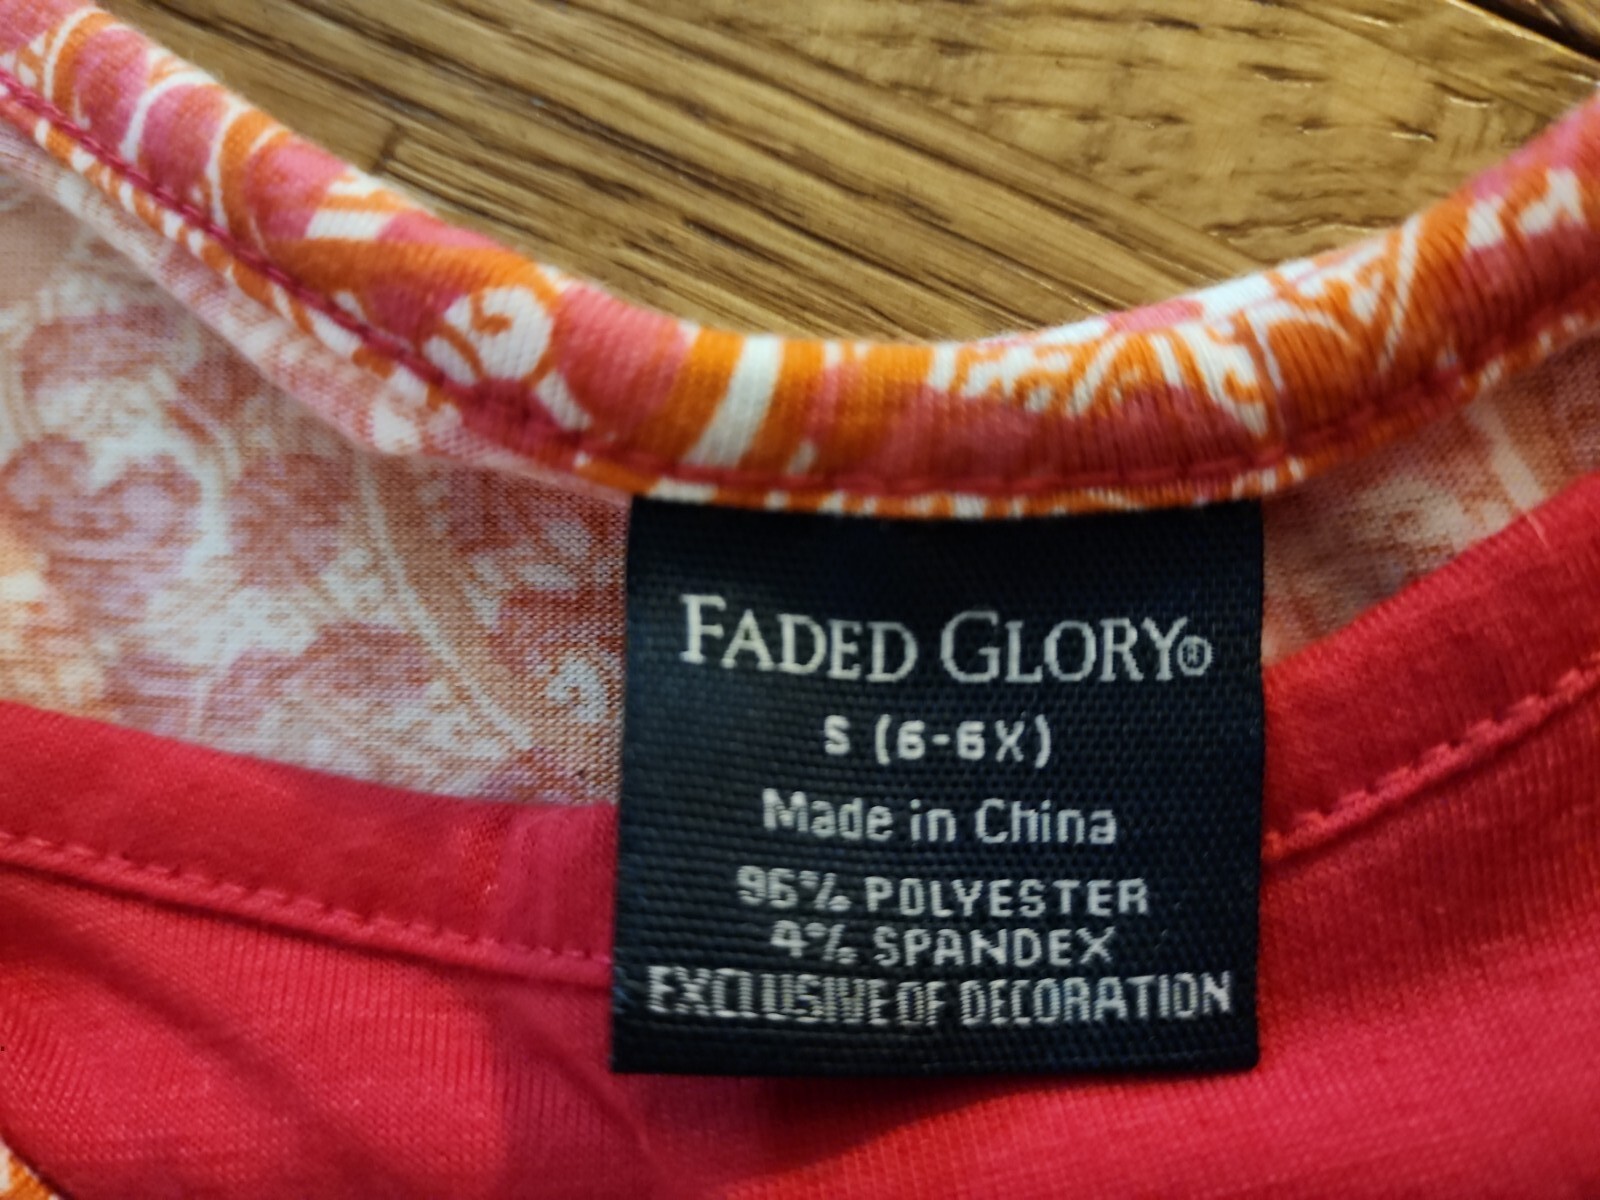 FADED GLORY®
S (6-6X)
Made in China
96% POLYESTER
4% SPANDEX
EXCLUSIVE OF DECORATION